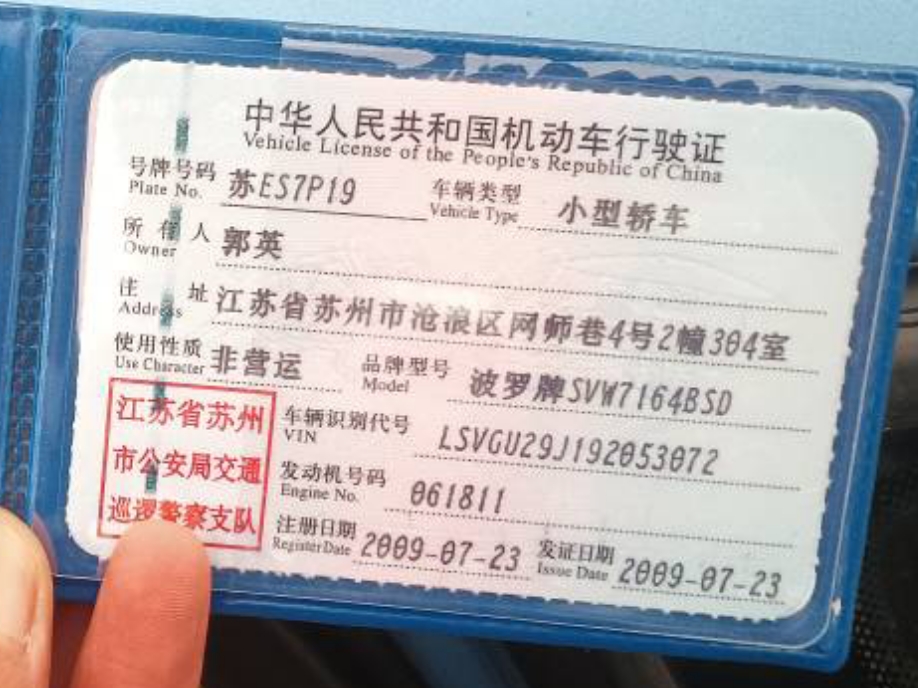 中华人民共和国机动车行驶证
Vehicle License of the People's Republic of China
号牌号码 苏ES7P19 车辆类型 小型轿车
Plate No. Vehicle Type
所有人 郭英
Owner
注址 江苏省苏州市沧浪区网师巷4号2幢304室
Address
使用性质 非营运 品牌型号 波罗牌SVW7164BSD
Use Character Model
江苏省苏州
市公安局交通
巡逻警察支队
车辆识别代号 LSVGU29J192053072
VIN
发动机号码 061811
Engine No.
注册日期 2009-07-23 发证日期 2009-07-23
Register Date Issue Date